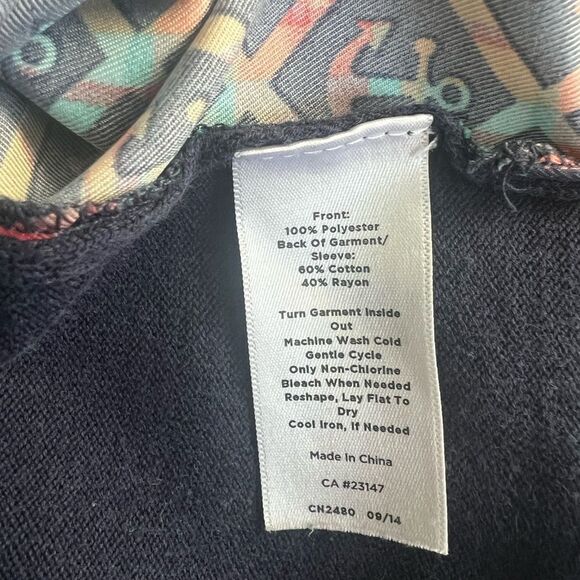 Front:
100% Polyester
Back Of Garment/
Sleeve:
60% Cotton
40% Rayon
Turn Garment Inside
Out
Machine Wash Cold
Gentle Cycle
Only Non-Chlorine
Bleach When Needed
Reshape, Lay Flat To
Dry
Cool Iron, If Needed
Made In China
CA #23147
CN2480 09/14